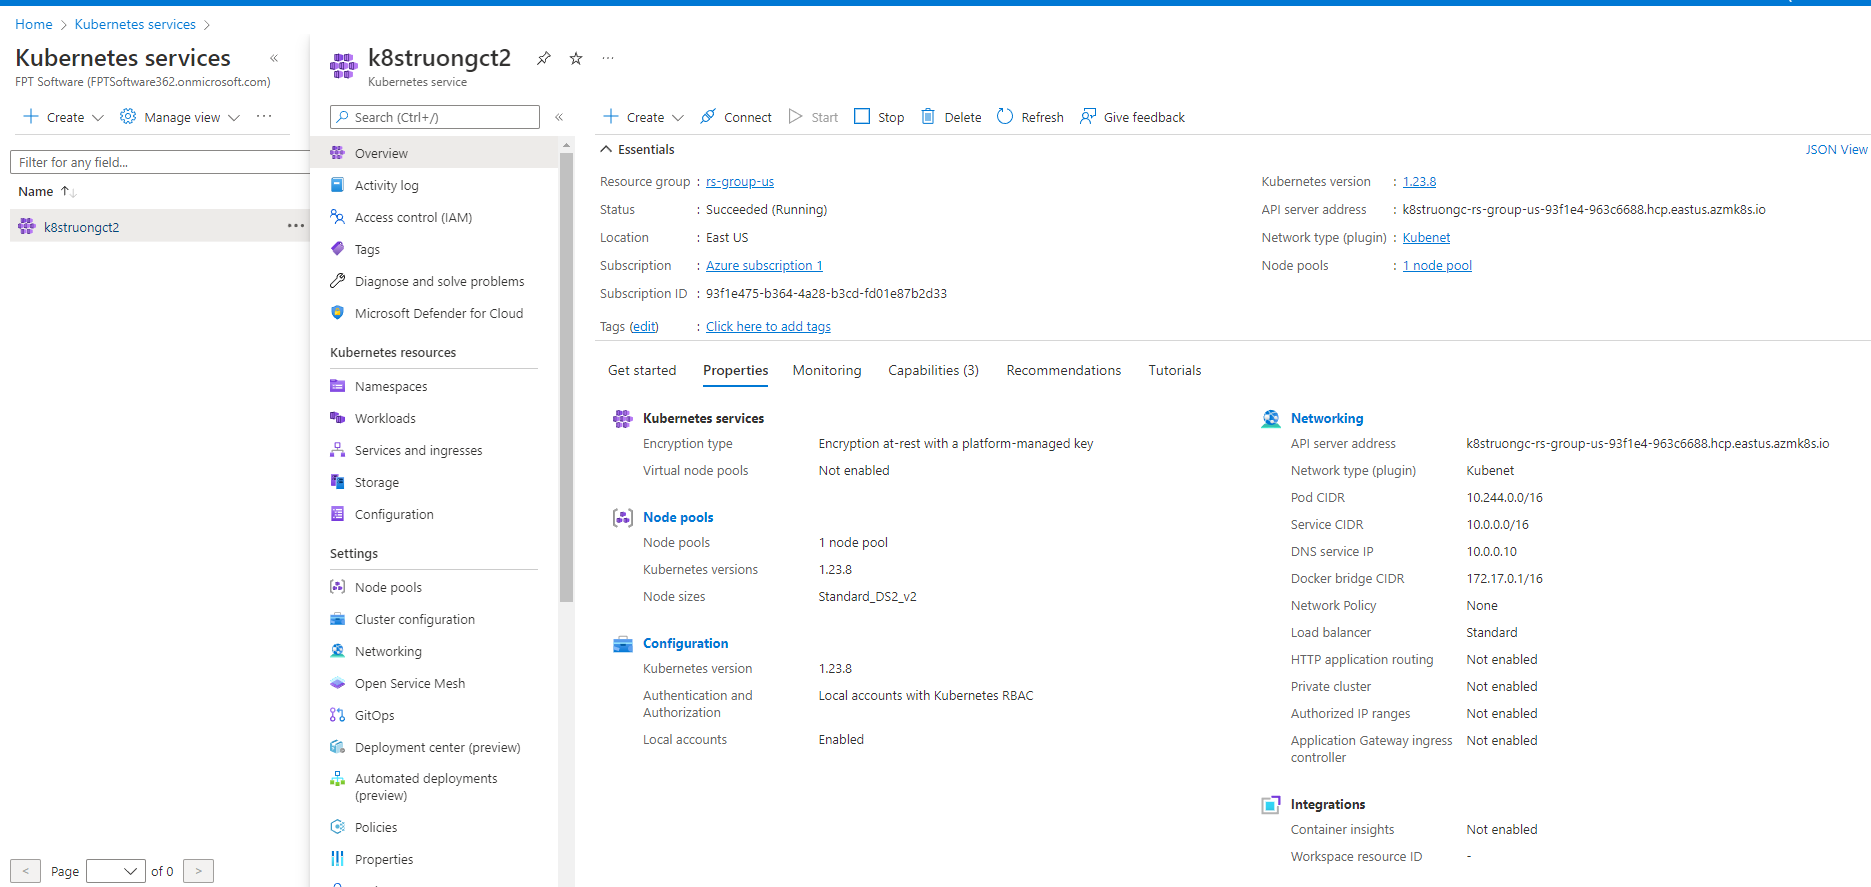 Home > Kubernetes services >
Kubernetes services
«
FPT Software (FPTSoftware362.onmicrosoft.com)
Create
Manage view
···
Filter for any field...
Name ↑↓
k8struongct2
···
< Page of 0 >
k8struongct2
···
Kubernetes service
Search (Ctrl+/)
«
Overview
Activity log
Access control (IAM)
Tags
Diagnose and solve problems
Microsoft Defender for Cloud
Kubernetes resources
Namespaces
Workloads
Services and ingresses
Storage
Configuration
Settings
Node pools
Cluster configuration
Networking
Open Service Mesh
GitOps
Deployment center (preview)
Automated deployments
(preview)
Policies
Properties
Create
Connect
Start
Stop
Delete
Refresh
Give feedback
Essentials
JSON View
Resource group : rs-group-us
Status : Succeeded (Running)
Location : East US
Subscription : Azure subscription 1
Subscription ID : 93f1e475-b364-4a28-b3cd-fd01e87b2d33
Tags (edit) : Click here to add tags
Kubernetes version : 1.23.8
API server address : k8struongc-rs-group-us-93f1e4-963c6688.hcp.eastus.azmk8s.io
Network type (plugin) : Kubenet
Node pools : 1 node pool
Get started
Properties
Monitoring
Capabilities (3)
Recommendations
Tutorials
Kubernetes services
Encryption type Encryption at-rest with a platform-managed key
Virtual node pools Not enabled
Node pools
Node pools 1 node pool
Kubernetes versions 1.23.8
Node sizes Standard_DS2_v2
Configuration
Kubernetes version 1.23.8
Authentication and Local accounts with Kubernetes RBAC
Authorization
Local accounts Enabled
Networking
API server address k8struongc-rs-group-us-93f1e4-963c6688.hcp.eastus.azmk8s.io
Network type (plugin) Kubenet
Pod CIDR 10.244.0.0/16
Service CIDR 10.0.0.0/16
DNS service IP 10.0.0.10
Docker bridge CIDR 172.17.0.1/16
Network Policy None
Load balancer Standard
HTTP application routing Not enabled
Private cluster Not enabled
Authorized IP ranges Not enabled
Application Gateway ingress Not enabled
controller
Integrations
Container insights Not enabled
Workspace resource ID -